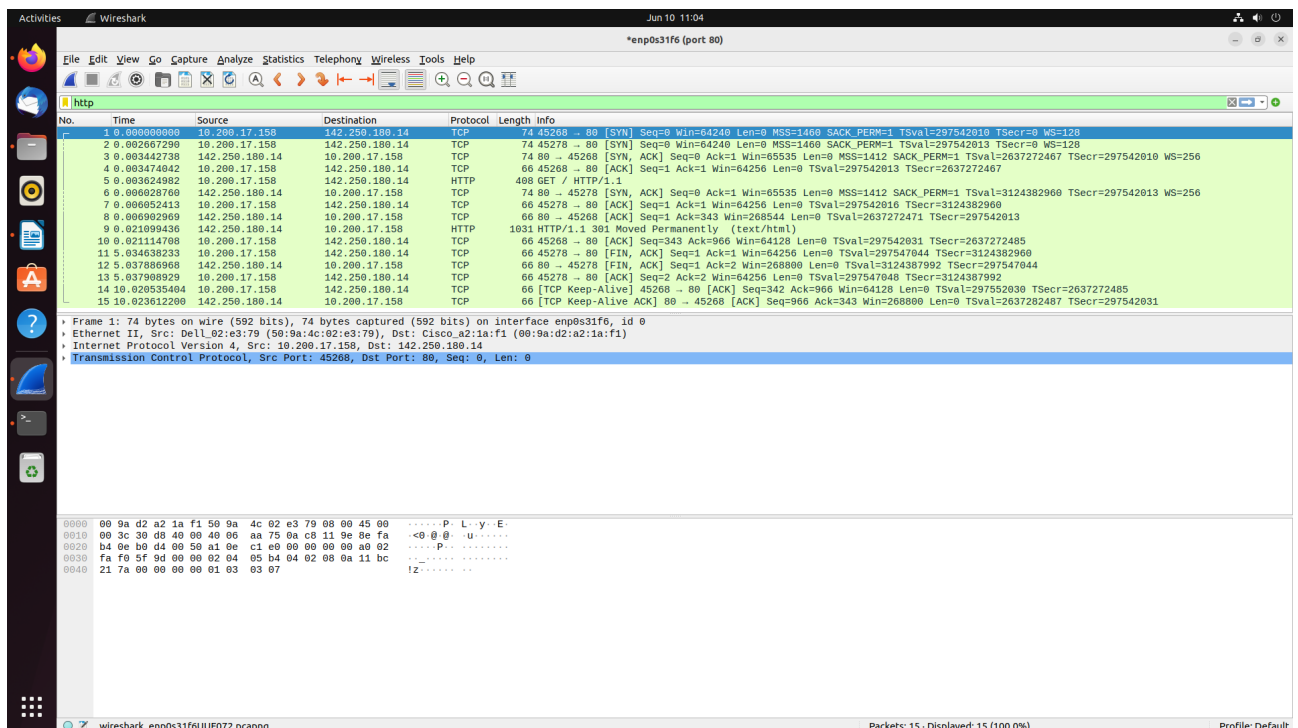 Activities Wireshark Jun 10 11:04
*enp0s31f6 (port 80)
File Edit View Go Capture Analyze Statistics Telephony Wireless Tools Help
http
No. Time Source Destination Protocol Length Info
1 0.000000000 10.200.17.158 142.250.180.14 TCP 74 45268 → 80 [SYN] Seq=0 Win=64240 Len=0 MSS=1460 SACK_PERM=1 TSval=297542010 TSecr=0 WS=128
2 0.002667290 10.200.17.158 142.250.180.14 TCP 74 45278 → 80 [SYN] Seq=0 Win=64240 Len=0 MSS=1460 SACK_PERM=1 TSval=297542013 TSecr=0 WS=128
3 0.003442738 142.250.180.14 10.200.17.158 TCP 74 80 → 45268 [SYN, ACK] Seq=0 Ack=1 Win=65535 Len=0 MSS=1412 SACK_PERM=1 TSval=2637272467 TSecr=297542010 WS=256
4 0.003474042 10.200.17.158 142.250.180.14 TCP 66 45268 → 80 [ACK] Seq=1 Ack=1 Win=64256 Len=0 TSval=297542013 TSecr=2637272467
5 0.003624982 10.200.17.158 142.250.180.14 HTTP 408 GET / HTTP/1.1
6 0.006028760 142.250.180.14 10.200.17.158 TCP 74 80 → 45278 [SYN, ACK] Seq=0 Ack=1 Win=65535 Len=0 MSS=1412 SACK_PERM=1 TSval=3124382960 TSecr=297542013 WS=256
7 0.006052413 10.200.17.158 142.250.180.14 TCP 66 45278 → 80 [ACK] Seq=1 Ack=1 Win=64256 Len=0 TSval=297542016 TSecr=3124382960
8 0.006902969 142.250.180.14 10.200.17.158 TCP 66 80 → 45268 [ACK] Seq=1 Ack=343 Win=268544 Len=0 TSval=2637272471 TSecr=297542013
9 0.021099436 142.250.180.14 10.200.17.158 HTTP 1031 HTTP/1.1 301 Moved Permanently (text/html)
10 0.021114708 10.200.17.158 142.250.180.14 TCP 66 45268 → 80 [ACK] Seq=343 Ack=966 Win=64128 Len=0 TSval=297542031 TSecr=2637272485
11 5.034638233 10.200.17.158 142.250.180.14 TCP 66 45278 → 80 [FIN, ACK] Seq=1 Ack=1 Win=64256 Len=0 TSval=297547044 TSecr=3124382960
12 5.037886968 142.250.180.14 10.200.17.158 TCP 66 80 → 45278 [FIN, ACK] Seq=1 Ack=2 Win=268800 Len=0 TSval=3124387992 TSecr=297547044
13 5.037908929 10.200.17.158 142.250.180.14 TCP 66 45278 → 80 [ACK] Seq=2 Ack=2 Win=64256 Len=0 TSval=297547048 TSecr=3124387992
14 10.020535404 10.200.17.158 142.250.180.14 TCP 66 [TCP Keep-Alive] 45268 → 80 [ACK] Seq=342 Ack=966 Win=64128 Len=0 TSval=297552030 TSecr=2637272485
15 10.023612200 142.250.180.14 10.200.17.158 TCP 66 [TCP Keep-Alive ACK] 80 → 45268 [ACK] Seq=966 Ack=343 Win=268800 Len=0 TSval=2637282487 TSecr=297542031
Frame 1: 74 bytes on wire (592 bits), 74 bytes captured (592 bits) on interface enp0s31f6, id 0
Ethernet II, Src: Dell_02:e3:79 (50:9a:4c:02:e3:79), Dst: Cisco_a2:1a:f1 (00:9a:d2:a2:1a:f1)
Internet Protocol Version 4, Src: 10.200.17.158, Dst: 142.250.180.14
Transmission Control Protocol, Src Port: 45268, Dst Port: 80, Seq: 0, Len: 0
0000 00 9a d2 a2 1a f1 50 9a 4c 02 e3 79 08 00 45 00 ······P· L··y··E·
0010 00 3c 30 d8 40 00 40 06 aa 75 0a c8 11 9e 8e fa ·<0·@·@· ·u······
0020 b4 0e b0 d4 00 50 a1 0e c1 e0 00 00 00 00 a0 02 ·····P·· ········
0030 fa f0 5f 9d 00 00 02 04 05 b4 04 02 08 0a 11 bc ··_····· ········
0040 21 7a 00 00 00 00 01 03 03 07 !z······ ··
wireshark_enp0s31f6UUE072.pcapng Packets: 15 · Displayed: 15 (100.0%) Profile: Default